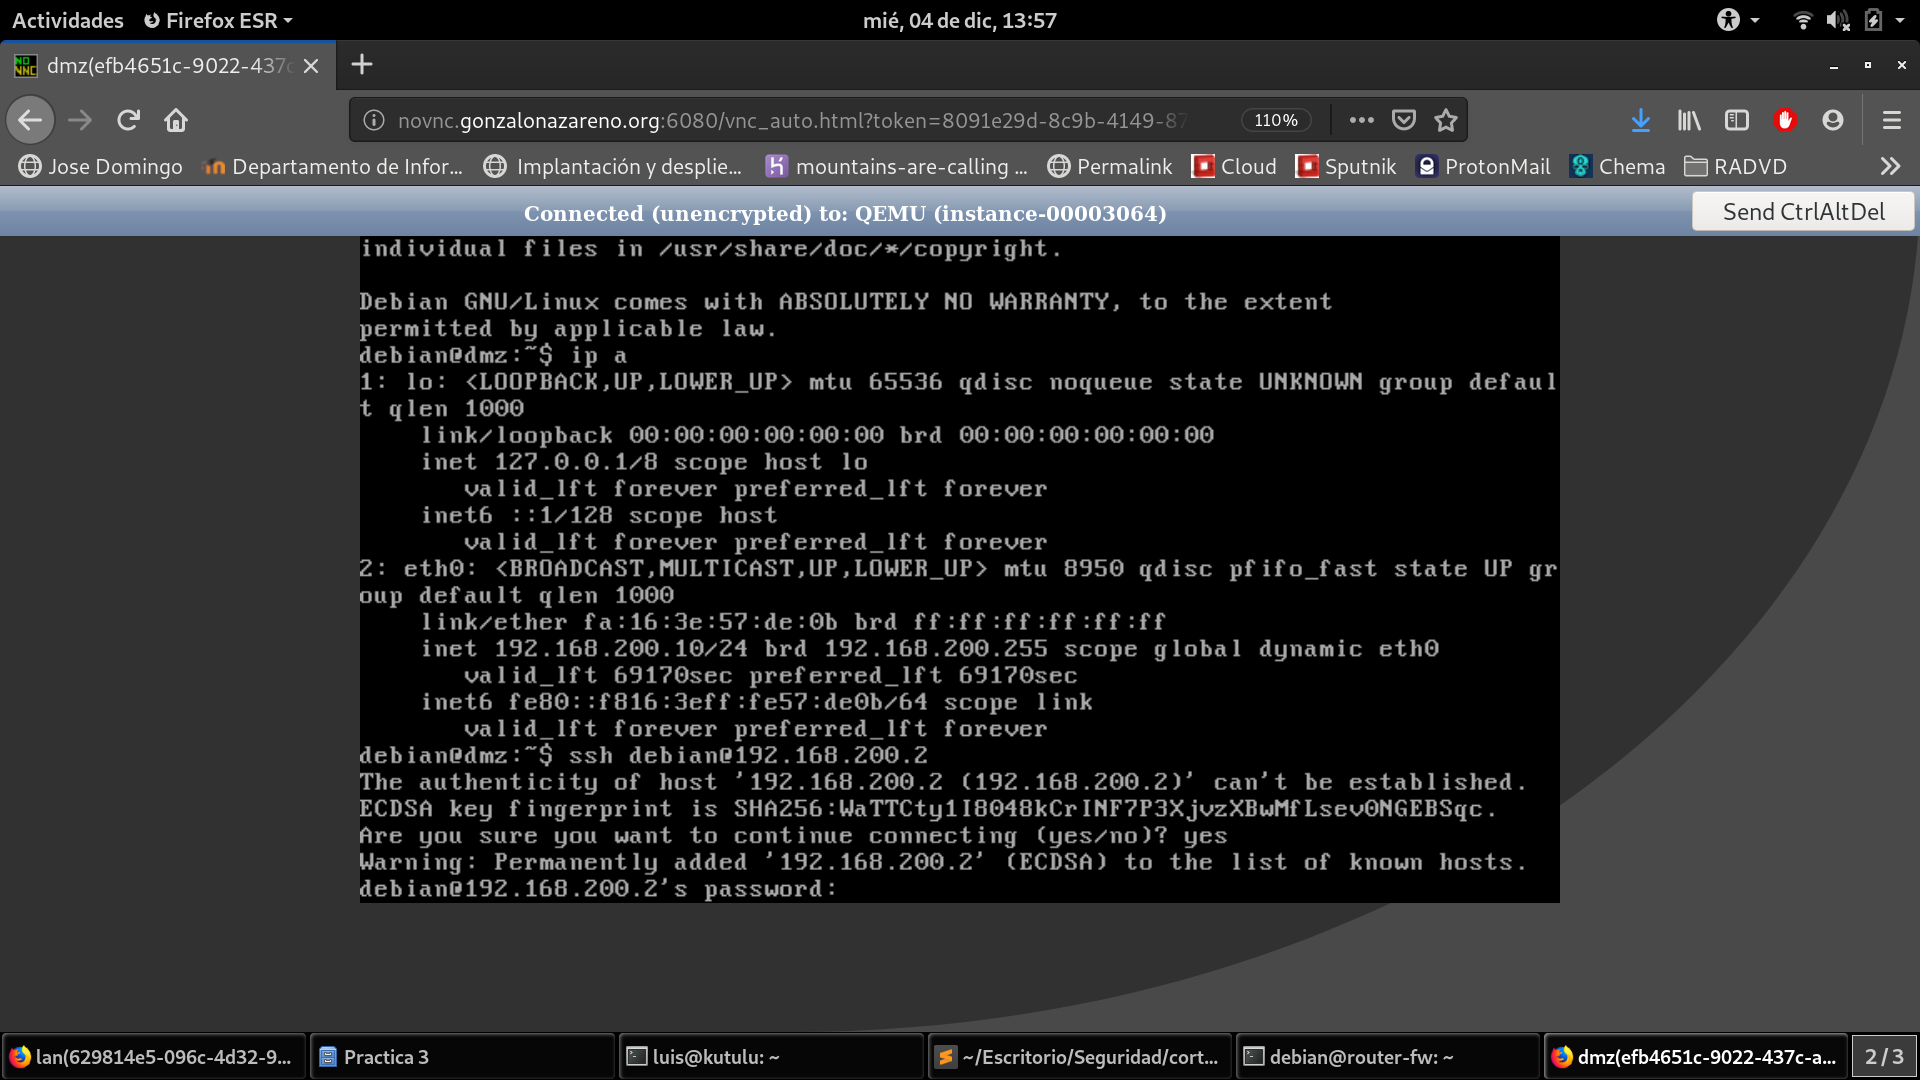 Actividades Firefox ESR mié, 04 de dic, 13:57
dmz(efb4651c-9022-437c
novnc.gonzalonazareno.org:6080/vnc_auto.html?token=8091e29d-8c9b-4149-87 110%
Jose Domingo Departamento de Infor… Implantación y desplie… mountains-are-calling … Permalink Cloud Sputnik ProtonMail Chema RADVD
Connected (unencrypted) to: QEMU (instance-00003064) Send CtrlAltDel
individual files in /usr/share/doc/*/copyright.
Debian GNU/Linux comes with ABSOLUTELY NO WARRANTY, to the extent
permitted by applicable law.
debian@dmz:~$ ip a
1: lo: <LOOPBACK,UP,LOWER_UP> mtu 65536 qdisc noqueue state UNKNOWN group defaul
t qlen 1000
link/loopback 00:00:00:00:00:00 brd 00:00:00:00:00:00
inet 127.0.0.1/8 scope host lo
valid_lft forever preferred_lft forever
inet6 ::1/128 scope host
valid_lft forever preferred_lft forever
2: eth0: <BROADCAST,MULTICAST,UP,LOWER_UP> mtu 8950 qdisc pfifo_fast state UP gr
oup default qlen 1000
link/ether fa:16:3e:57:de:0b brd ff:ff:ff:ff:ff:ff
inet 192.168.200.10/24 brd 192.168.200.255 scope global dynamic eth0
valid_lft 69170sec preferred_lft 69170sec
inet6 fe80::f816:3eff:fe57:de0b/64 scope link
valid_lft forever preferred_lft forever
debian@dmz:~$ ssh debian@192.168.200.2
The authenticity of host '192.168.200.2 (192.168.200.2)' can't be established.
ECDSA key fingerprint is SHA256:WaTTCty1I8048kCrINF7P3XjvzXBwMfLsev0NGEBSqc.
Are you sure you want to continue connecting (yes/no)? yes
Warning: Permanently added '192.168.200.2' (ECDSA) to the list of known hosts.
debian@192.168.200.2's password:
lan(629814e5-096c-4d32-9… Practica 3 luis@kutulu: ~ ~/Escritorio/Seguridad/cort… debian@router-fw: ~ dmz(efb4651c-9022-437c-a… 2 / 3